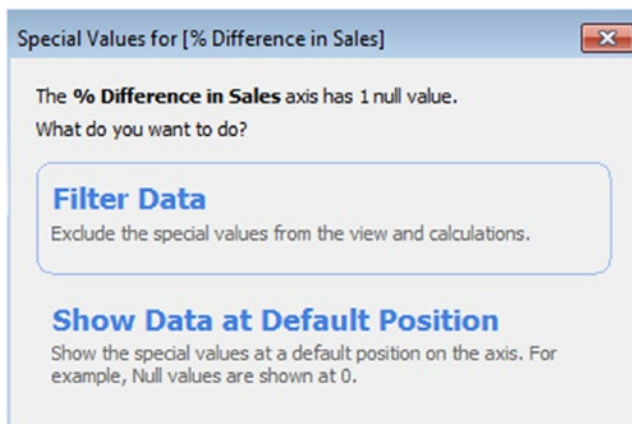 Special Values for [% Difference in Sales]
The % Difference in Sales axis has 1 null value.
What do you want to do?
Filter Data
Exclude the special values from the view and calculations.
Show Data at Default Position
Show the special values at a default position on the axis. For
example, Null values are shown at 0.